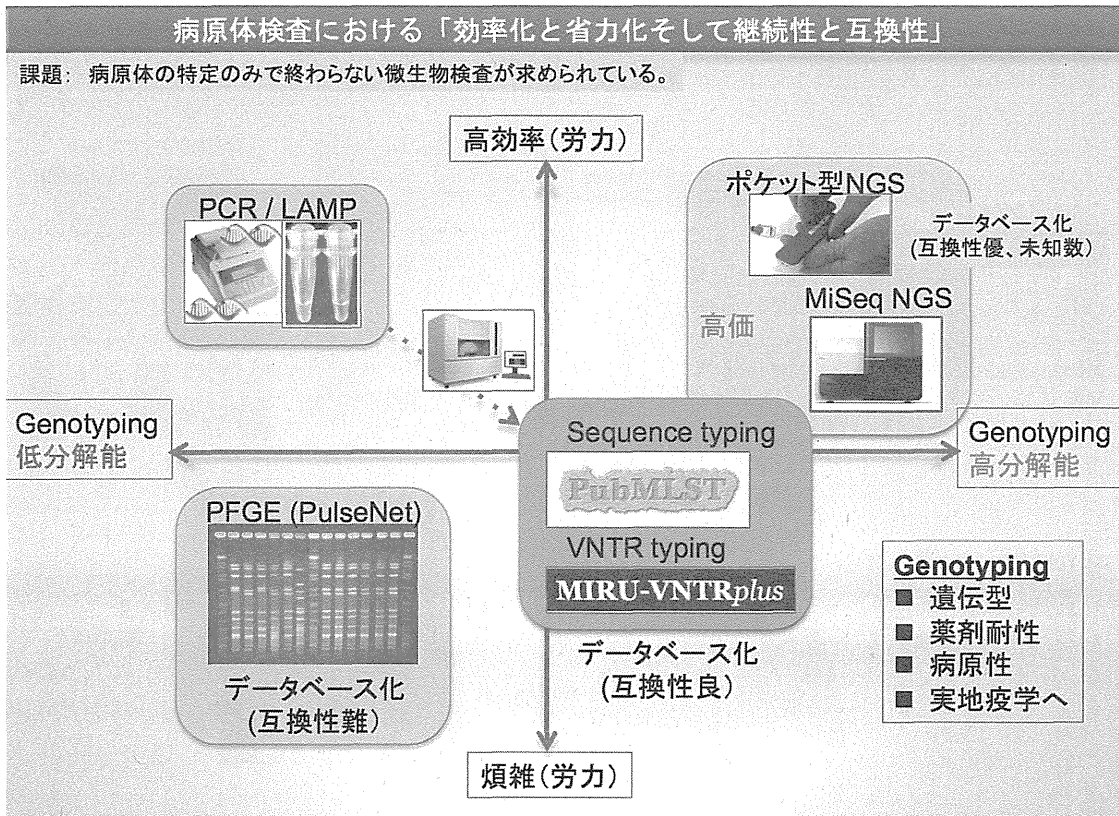 病原体検査における「効率化と省力化そして継続性と互換性」
課題: 病原体の特定のみで終わらない微生物検査が求められている。
高効率(労力)
PCR / LAMP
ポケット型NGS
データベース化
(互換性優、未知数)
MiSeq NGS
高価
Genotyping
低分解能
Sequence typing
PubMLST
VNTR typing
MIRU-VNTRplus
データベース化
(互換性良)
Genotyping
高分解能
PFGE (PulseNet)
データベース化
(互換性難)
Genotyping
■ 遺伝型
■ 薬剤耐性
■ 病原性
■ 実地疫学へ
煩雑(労力)